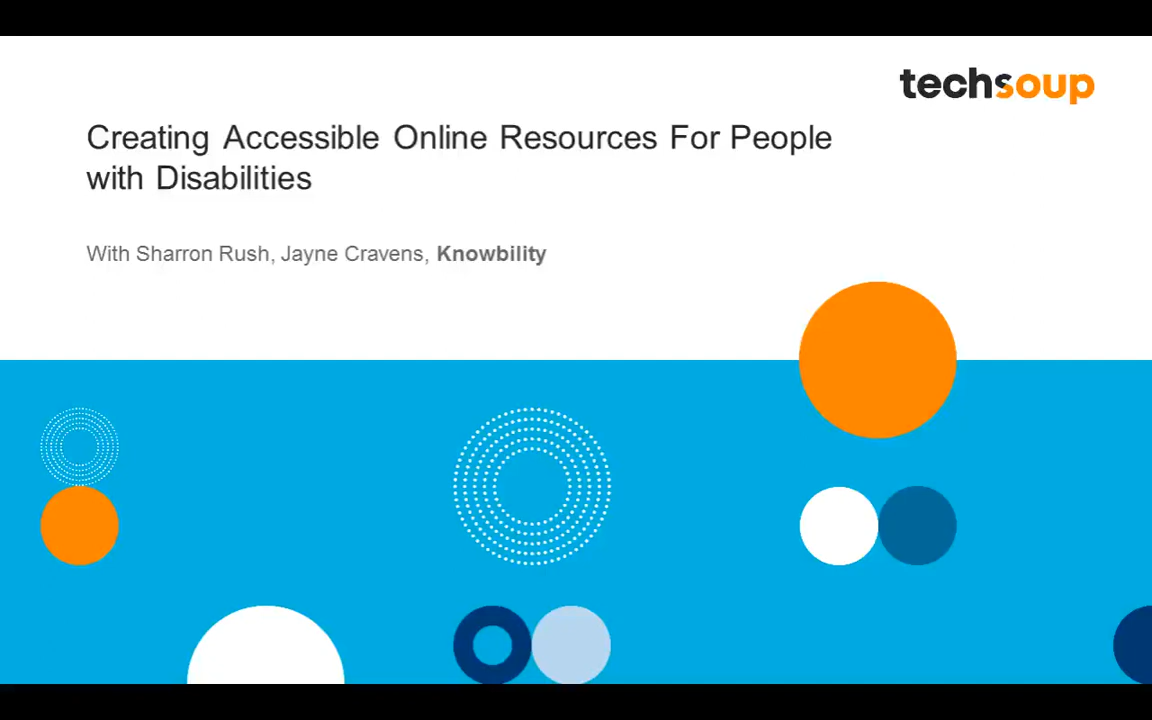 techsoup
Creating Accessible Online Resources For People
with Disabilities
With Sharron Rush, Jayne Cravens, Knowbility